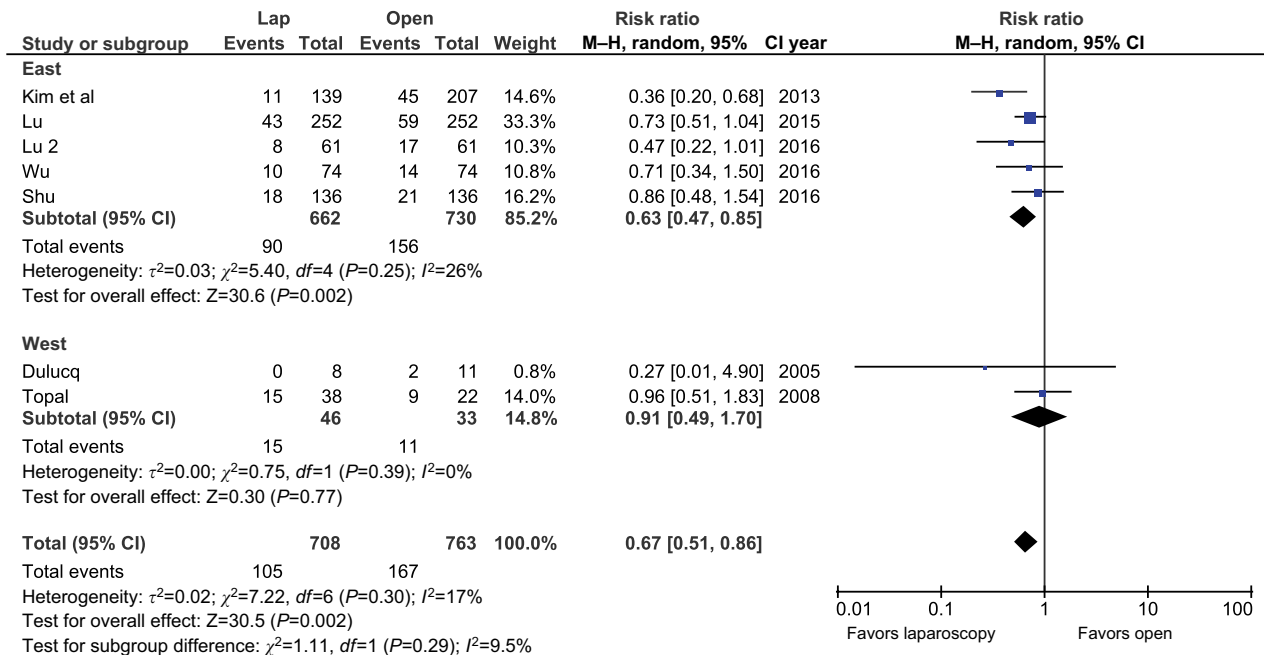 Lap Open Risk ratio Risk ratio
Study or subgroup Events Total Events Total Weight M–H, random, 95% CI year M–H, random, 95% CI
East
Kim et al 11 139 45 207 14.6% 0.36 [0.20, 0.68] 2013
Lu 43 252 59 252 33.3% 0.73 [0.51, 1.04] 2015
Lu 2 8 61 17 61 10.3% 0.47 [0.22, 1.01] 2016
Wu 10 74 14 74 10.8% 0.71 [0.34, 1.50] 2016
Shu 18 136 21 136 16.2% 0.86 [0.48, 1.54] 2016
Subtotal (95% CI) 662 730 85.2% 0.63 [0.47, 0.85]
Total events 90 156
Heterogeneity: τ²=0.03; χ²=5.40, df=4 (P=0.25); I²=26%
Test for overall effect: Z=30.6 (P=0.002)
West
Dulucq 0 8 2 11 0.8% 0.27 [0.01, 4.90] 2005
Topal 15 38 9 22 14.0% 0.96 [0.51, 1.83] 2008
Subtotal (95% CI) 46 33 14.8% 0.91 [0.49, 1.70]
Total events 15 11
Heterogeneity: τ²=0.00; χ²=0.75, df=1 (P=0.39); I²=0%
Test for overall effect: Z=0.30 (P=0.77)
Total (95% CI) 708 763 100.0% 0.67 [0.51, 0.86]
Total events 105 167
Heterogeneity: τ²=0.02; χ²=7.22, df=6 (P=0.30); I²=17%
Test for overall effect: Z=30.5 (P=0.002)
Test for subgroup difference: χ²=1.11, df=1 (P=0.29); I²=9.5%
0.01 0.1 1 10 100
Favors laparoscopy Favors open